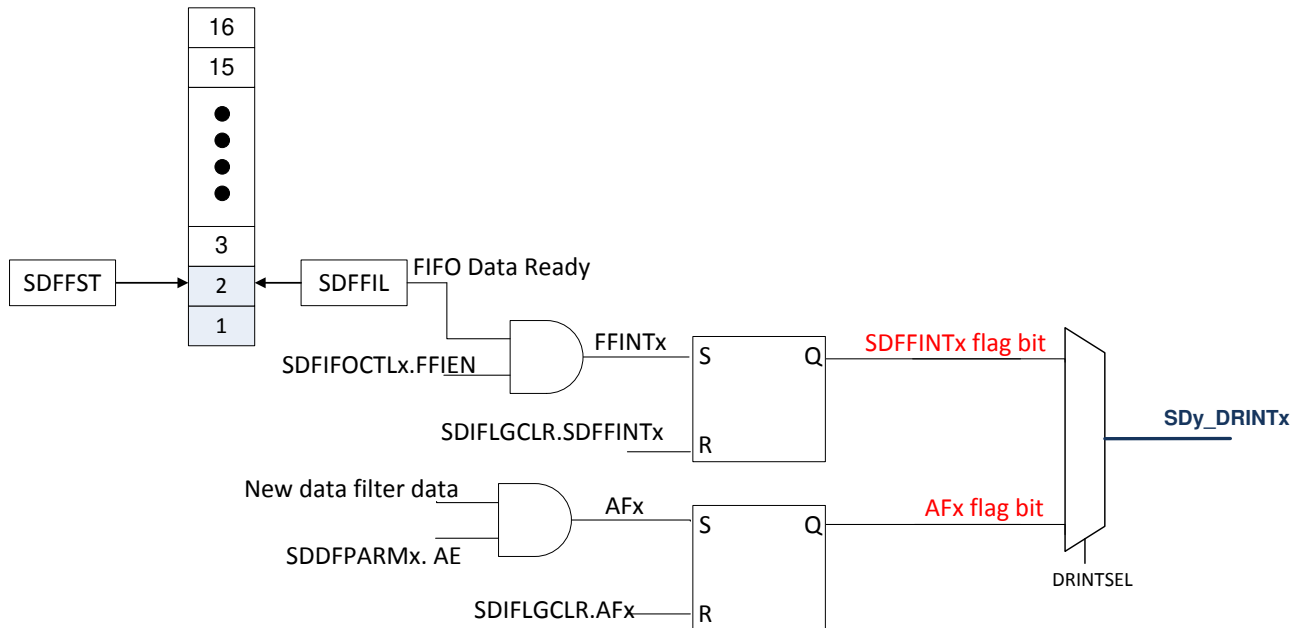 16
15
3
SDFFST
2
SDFFIL
FIFO Data Ready
1
FFINTx
SDFIFOCTLx.FFIEN
S
Q
SDFFINTx flag bit
SDIFLGCLR.SDFFINTx
R
SDy_DRINTx
New data filter data
AFx
SDDFPARMx. AE
S
Q
AFx flag bit
DRINTSEL
SDIFLGCLR.AFx
R